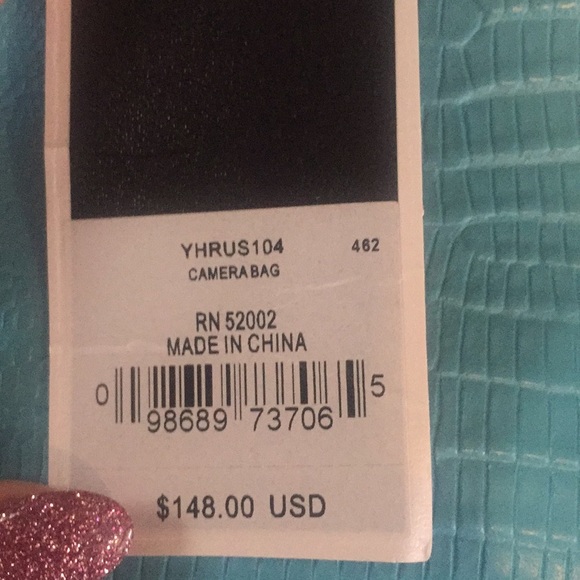 YHRUS104 462
CAMERA BAG
RN 52002
MADE IN CHINA
0 98689 73706 5
$148.00 USD